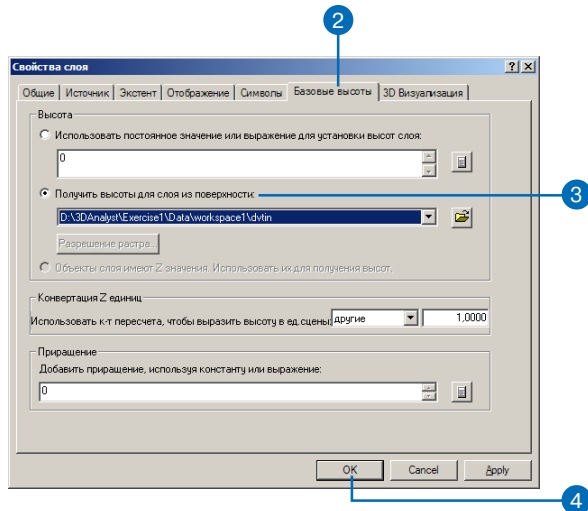 2
Свойства слоя
Общие Источник Экстент Отображение Символы Базовые высоты 3D Визуализация
Высота
Использовать постоянное значение или выражение для установки высот слоя:
0
Получить высоты для слоя из поверхности:
3
D:\3DAnalyst\Exercise1\Data\workspace1\dvtin
Разрешение растра...
Объекты слоя имеют Z значения. Использовать их для получения высот.
Конвертация Z единиц
Использовать к-т пересчета, чтобы выразить высоту в ед.сцены: другие 1,0000
Приращение
Добавить приращение, используя константу или выражение:
0
OK Cancel Apply
4